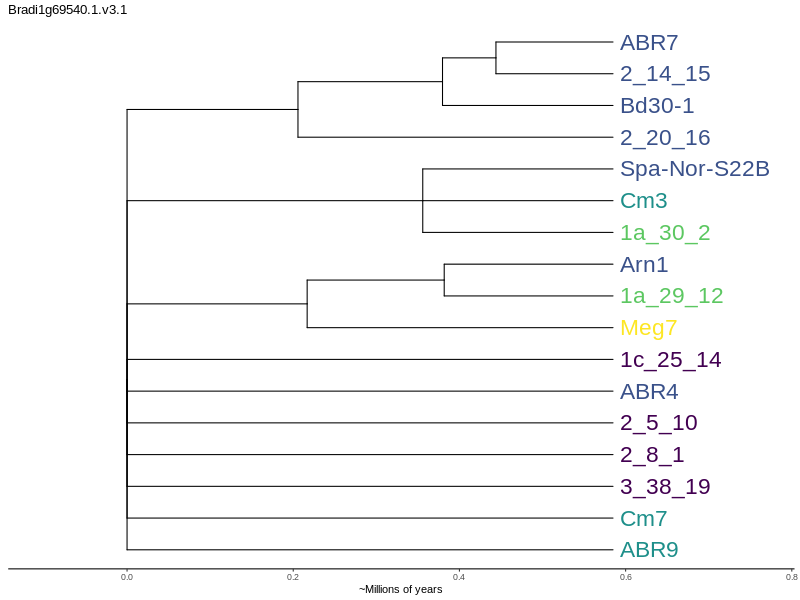 Bradi1g69540.1.v3.1
ABR7
2_14_15
Bd30-1
2_20_16
Spa-Nor-S22B
Cm3
1a_30_2
Arn1
1a_29_12
Meg7
1c_25_14
ABR4
2_5_10
2_8_1
3_38_19
Cm7
ABR9
0.0 0.2 0.4 0.6 0.8
~Millions of years